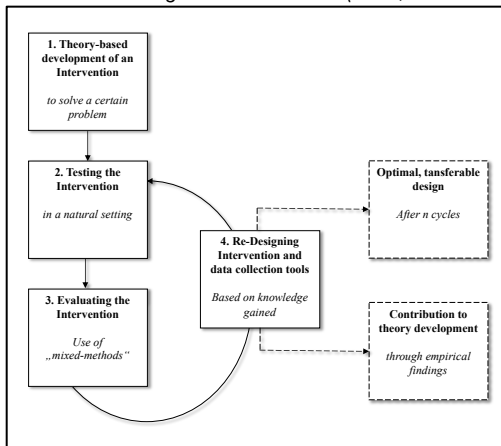 1. Theory-based
development of an
Intervention
to solve a certain
problem
2. Testing the
Intervention
in a natural setting
3. Evaluating the
Intervention
Use of
„mixed-methods“
4. Re-Designing
Intervention and
data collection tools
Based on knowledge
gained
Optimal, tansferable
design
After n cycles
Contribution to
theory development
through empirical
findings